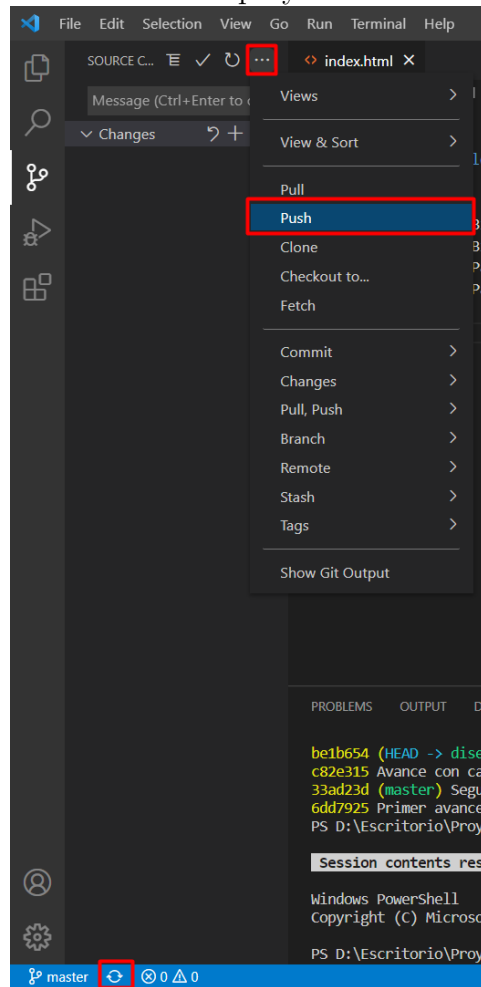 File Edit Selection View Go Run Terminal Help
SOURCE C... index.html
Message (Ctrl+Enter to
Changes
Views
View & Sort
Pull
Push
Clone
Checkout to...
Fetch
Commit
Changes
Pull, Push
Branch
Remote
Stash
Tags
Show Git Output
PROBLEMS OUTPUT D
be1b654 (HEAD -> dise
c82e315 Avance con ca
33ad23d (master) Segu
6dd7925 Primer avance
PS D:\Escritorio\Proy
Session contents res
Windows PowerShell
Copyright (C) Microso
PS D:\Escritorio\Proy
master 0 0